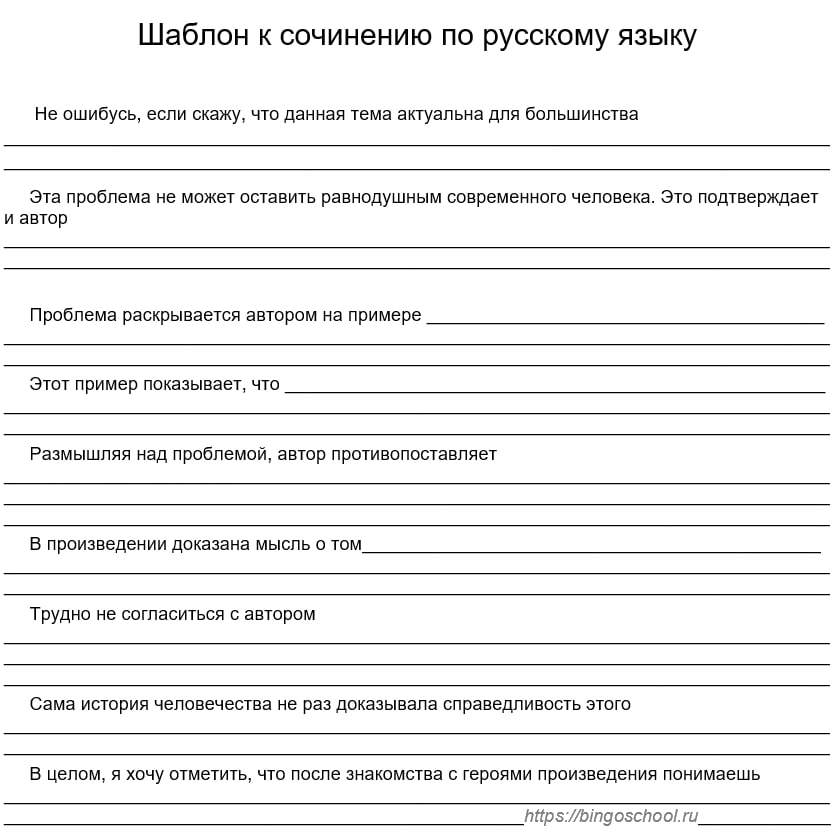 Шаблон к сочинению по русскому языку
Не ошибусь, если скажу, что данная тема актуальна для большинства
Эта проблема не может оставить равнодушным современного человека. Это подтверждает
и автор
Проблема раскрывается автором на примере
Этот пример показывает, что
Размышляя над проблемой, автор противопоставляет
В произведении доказана мысль о том
Трудно не согласиться с автором
Сама история человечества не раз доказывала справедливость этого
В целом, я хочу отметить, что после знакомства с героями произведения понимаешь
https://bingoschool.ru